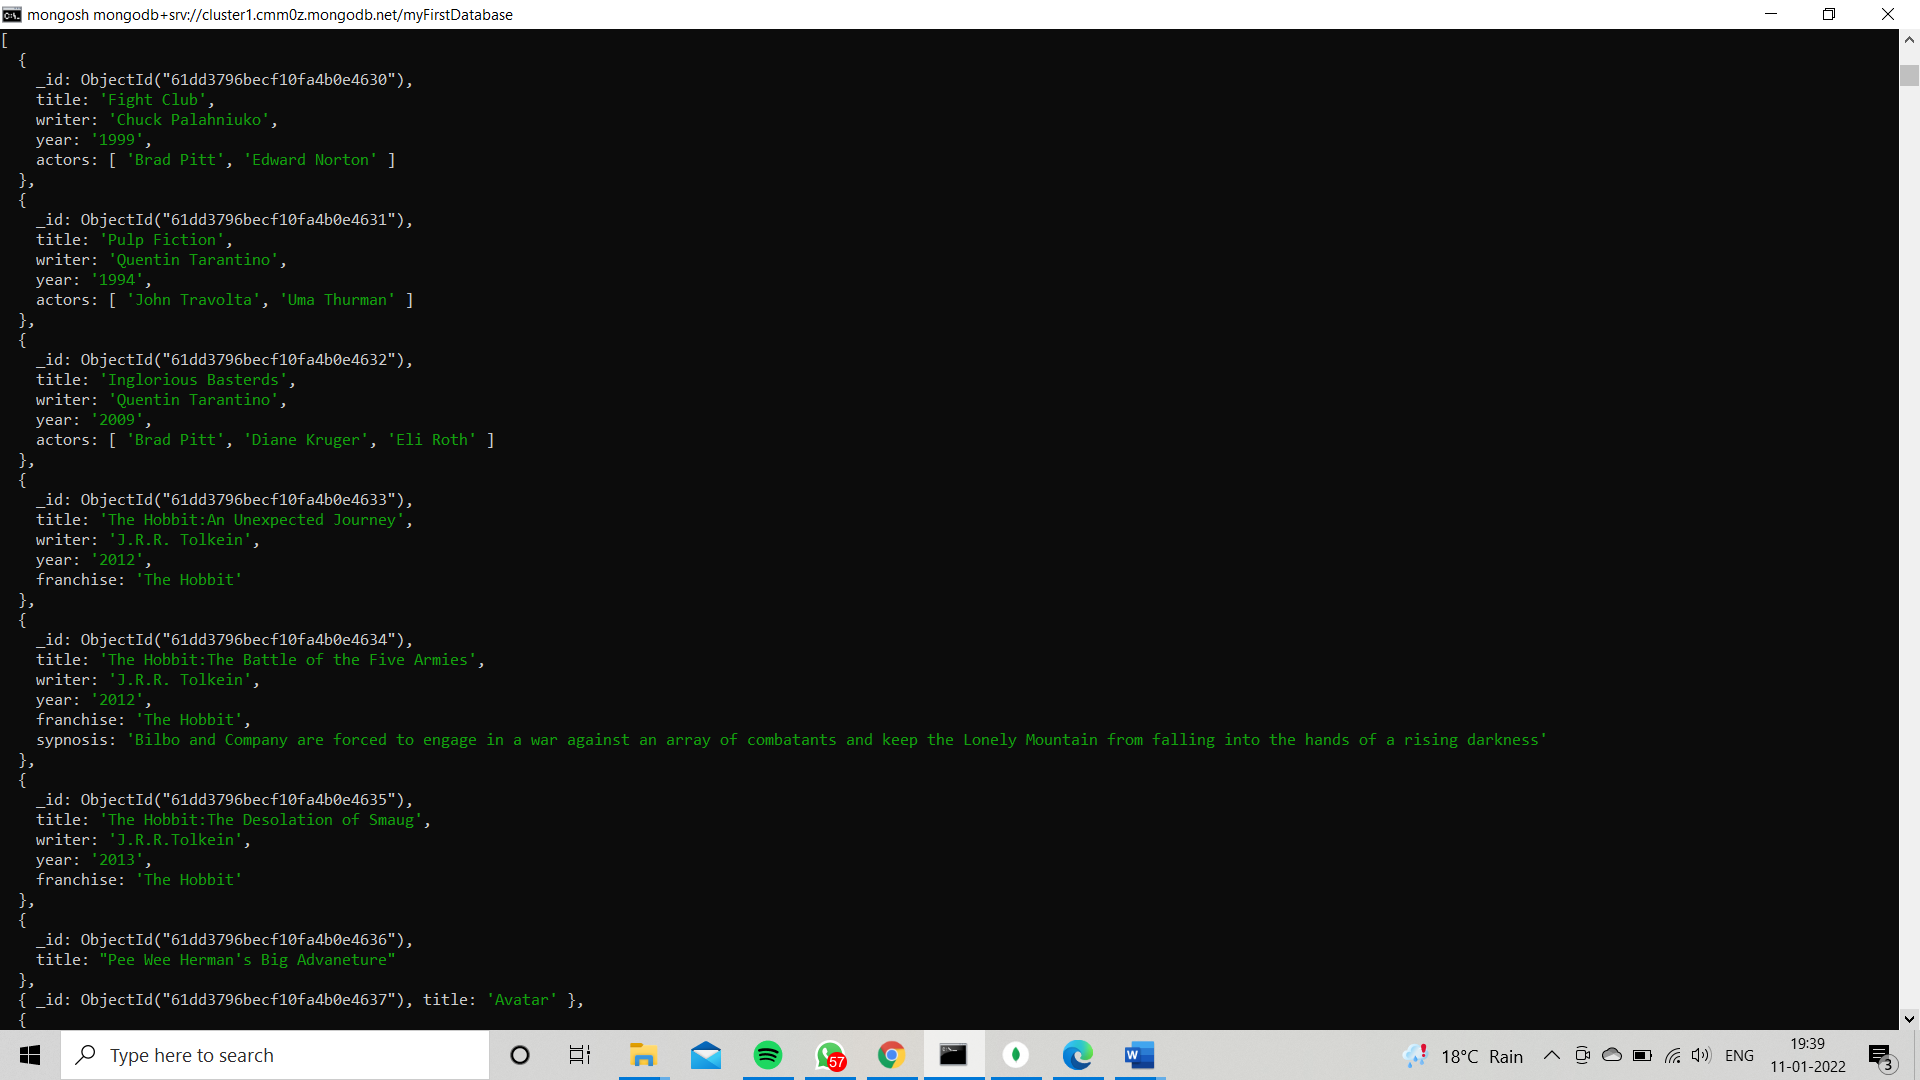 mongosh mongodb+srv://cluster1.cmm0z.mongodb.net/myFirstDatabase
[
  {
    _id: ObjectId("61dd3796becf10fa4b0e4630"),
    title: 'Fight Club',
    writer: 'Chuck Palahniuko',
    year: '1999',
    actors: [ 'Brad Pitt', 'Edward Norton' ]
  },
  {
    _id: ObjectId("61dd3796becf10fa4b0e4631"),
    title: 'Pulp Fiction',
    writer: 'Quentin Tarantino',
    year: '1994',
    actors: [ 'John Travolta', 'Uma Thurman' ]
  },
  {
    _id: ObjectId("61dd3796becf10fa4b0e4632"),
    title: 'Inglorious Basterds',
    writer: 'Quentin Tarantino',
    year: '2009',
    actors: [ 'Brad Pitt', 'Diane Kruger', 'Eli Roth' ]
  },
  {
    _id: ObjectId("61dd3796becf10fa4b0e4633"),
    title: 'The Hobbit:An Unexpected Journey',
    writer: 'J.R.R. Tolkein',
    year: '2012',
    franchise: 'The Hobbit'
  },
  {
    _id: ObjectId("61dd3796becf10fa4b0e4634"),
    title: 'The Hobbit:The Battle of the Five Armies',
    writer: 'J.R.R. Tolkein',
    year: '2012',
    franchise: 'The Hobbit',
    sypnosis: 'Bilbo and Company are forced to engage in a war against an array of combatants and keep the Lonely Mountain from falling into the hands of a rising darkness'
  },
  {
    _id: ObjectId("61dd3796becf10fa4b0e4635"),
    title: 'The Hobbit:The Desolation of Smaug',
    writer: 'J.R.R.Tolkein',
    year: '2013',
    franchise: 'The Hobbit'
  },
  {
    _id: ObjectId("61dd3796becf10fa4b0e4636"),
    title: "Pee Wee Herman's Big Advaneture"
  },
  { _id: ObjectId("61dd3796becf10fa4b0e4637"), title: 'Avatar' },
  {
Type here to search
57
18°C Rain
ENG
19:39
11-01-2022
3